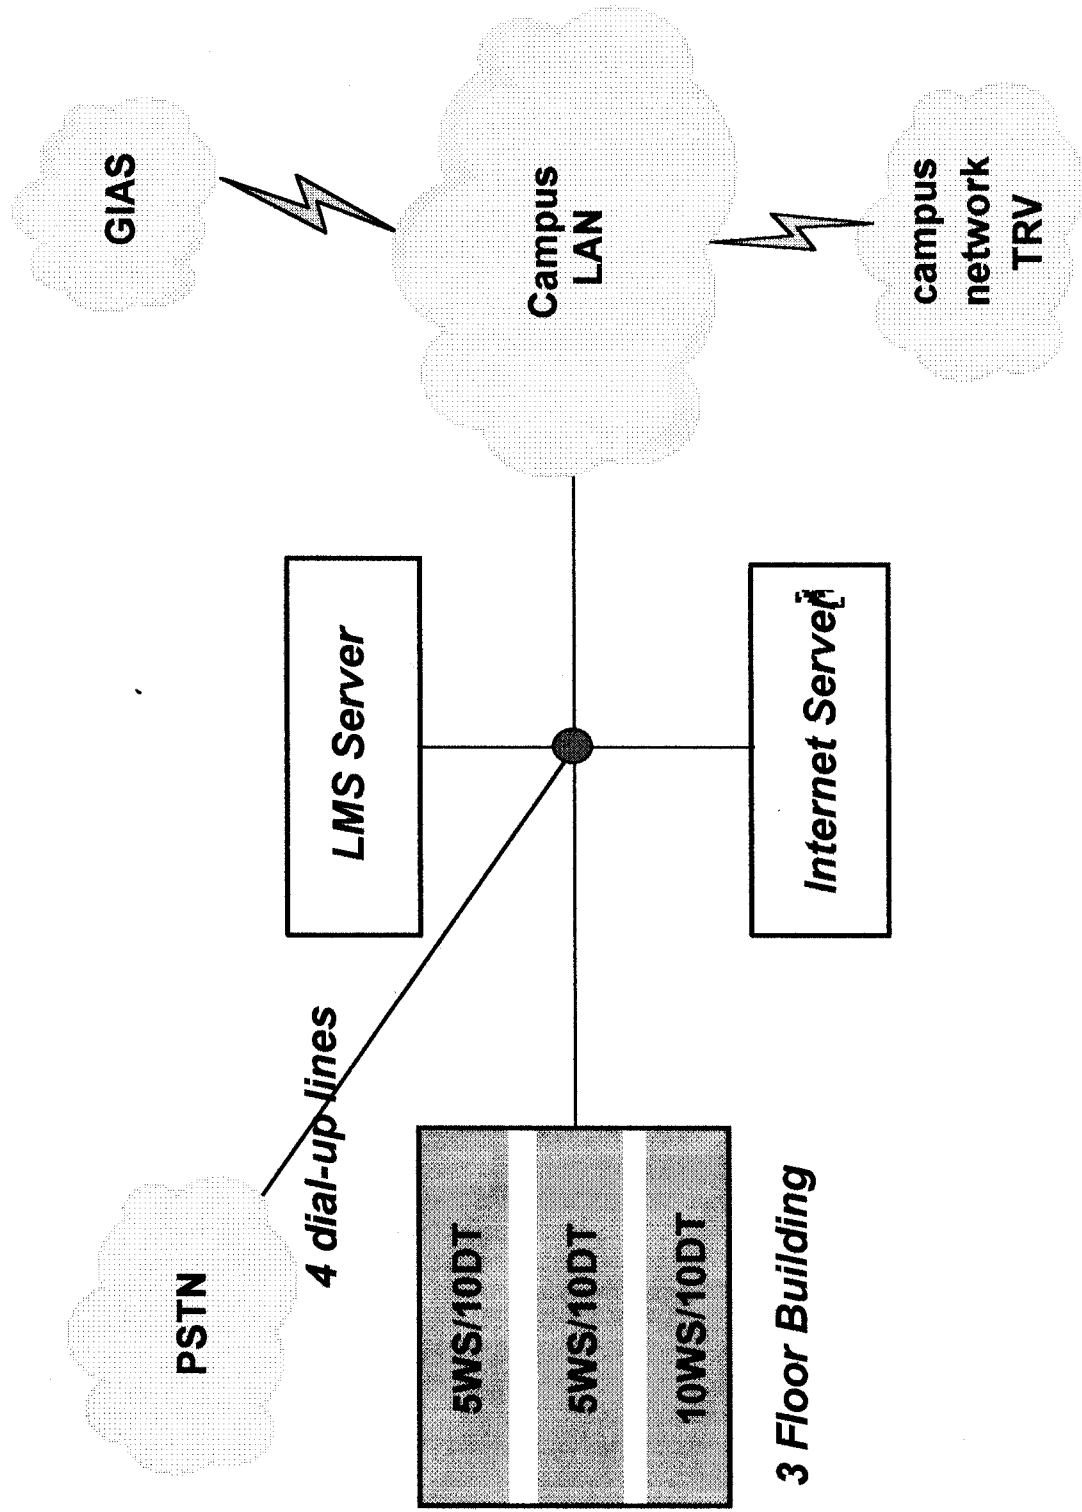 GIAS
PSTN
4 dial-up lines
LMS Server
5WS/10DT
5WS/10DT
10WS/10DT
Campus
LAN
3 Floor Building
Internet Server
campus
network
TRV